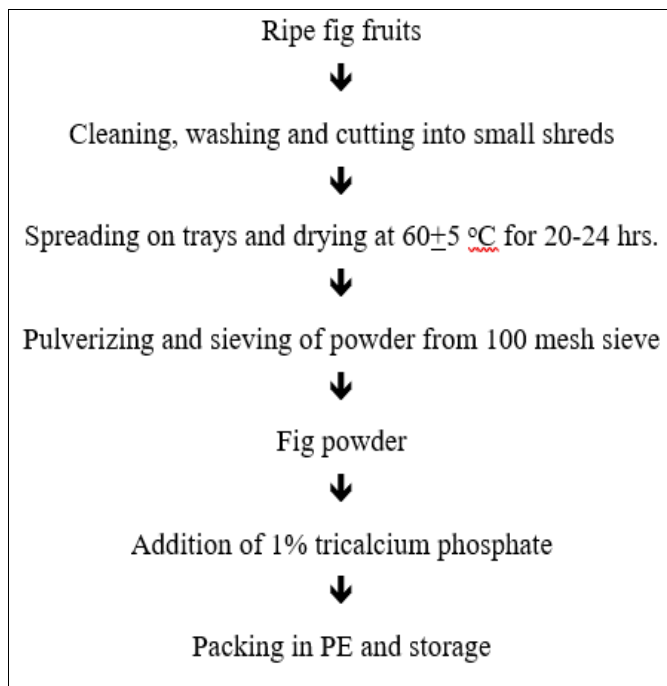 Ripe fig fruits
Cleaning, washing and cutting into small shreds
Spreading on trays and drying at 60±5 °C for 20-24 hrs.
Pulverizing and sieving of powder from 100 mesh sieve
Fig powder
Addition of 1% tricalcium phosphate
Packing in PE and storage